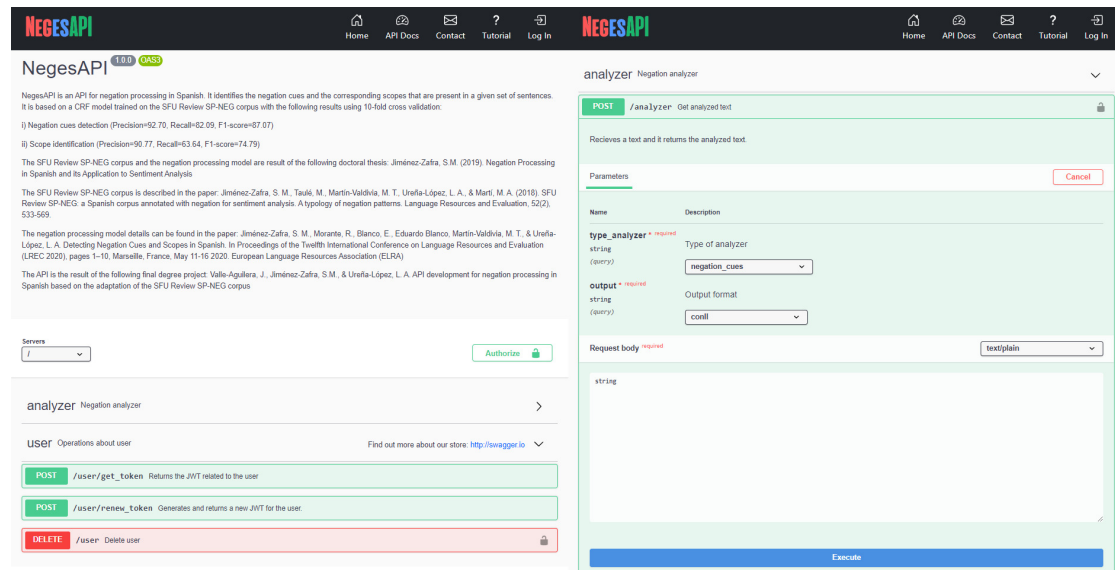 NEGESAPI
Home
API Docs
Contact
Tutorial
Log In
NegesAPI 1.0.0 OAS3
NegesAPI is an API for negation processing in Spanish. It identifies the negation cues and the corresponding scopes that are present in a given set of sentences.
It is based on a CRF model trained on the SFU Review SP-NEG corpus with the following results using 10-fold cross validation:
i) Negation cues detection (Precision=92.70, Recall=82.09, F1-score=87.07)
ii) Scope identification (Precision=90.77, Recall=63.64, F1-score=74.79)
The SFU Review SP-NEG corpus and the negation processing model are result of the following doctoral thesis: Jiménez-Zafra, S.M. (2019). Negation Processing
in Spanish and its Application to Sentiment Analysis
The SFU Review SP-NEG corpus is described in the paper: Jiménez-Zafra, S. M., Taulé, M., Martín-Valdivia, M. T., Ureña-López, L. A., & Martí, M. A. (2018). SFU
Review SP-NEG: a Spanish corpus annotated with negation for sentiment analysis. A typology of negation patterns. Language Resources and Evaluation, 52(2),
533-569.
The negation processing model details can be found in the paper: Jiménez-Zafra, S. M., Morante, R., Blanco, E., Eduardo Blanco, Martín-Valdivia, M. T., & Ureña-
López, L. A. Detecting Negation Cues and Scopes in Spanish. In Proceedings of the Twelfth International Conference on Language Resources and Evaluation
(LREC 2020), pages 1–10, Marseille, France, May 11-16 2020. European Language Resources Association (ELRA)
The API is the result of the following final degree project: Valle-Aguilera, J., Jiménez-Zafra, S.M., & Ureña-López, L. A. API development for negation processing in
Spanish based on the adaptation of the SFU Review SP-NEG corpus
Servers
/
Authorize
analyzer Negation analyzer
user Operations about user
Find out more about our store: http://swagger.io
POST /user/get_token Returns the JWT related to the user
POST /user/renew_token Generates and returns a new JWT for the user.
DELETE /user Delete user
NEGESAPI
Home
API Docs
Contact
Tutorial
Log In
analyzer Negation analyzer
POST /analyzer Get analyzed text
Recieves a text and it returns the analyzed text.
Parameters
Cancel
Name Description
type_analyzer * required
string
(query)
Type of analyzer
negation_cues
output * required
string
(query)
Output format
conll
Request body required
text/plain
string
Execute